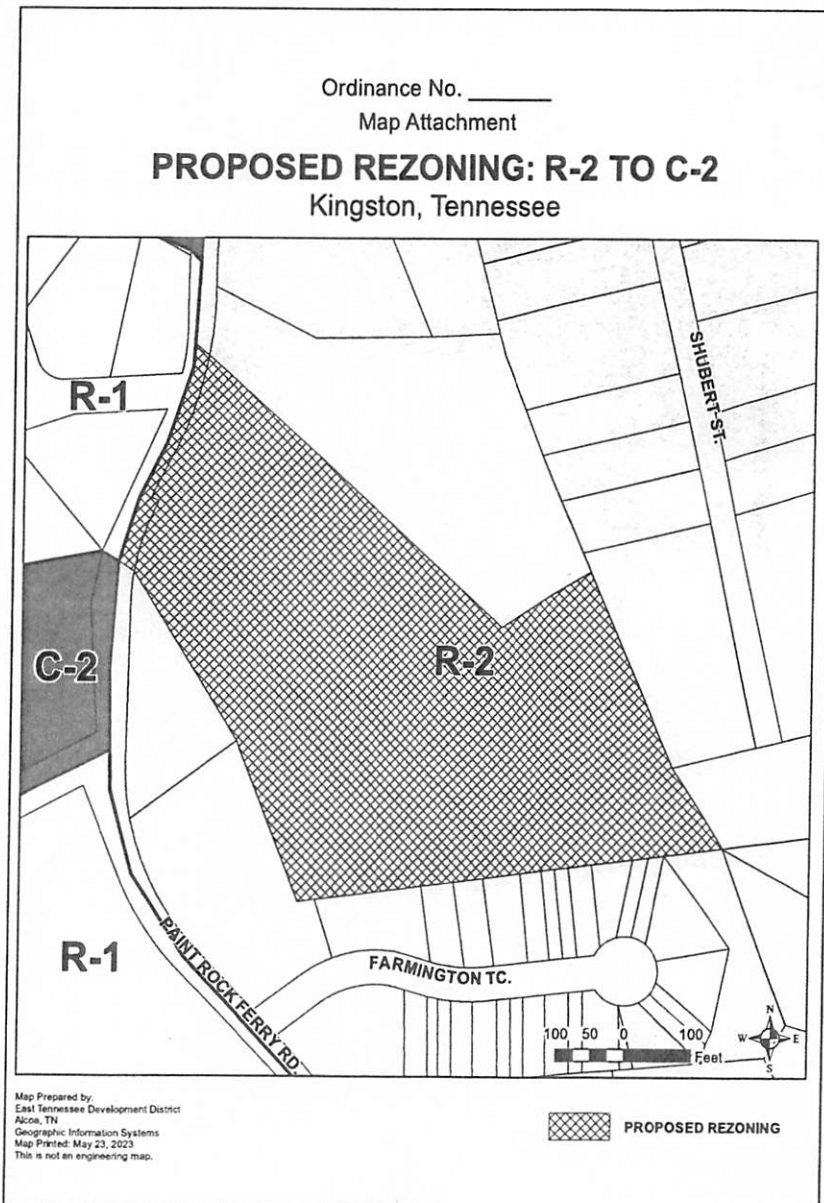 Ordinance No. ________
Map Attachment
PROPOSED REZONING: R-2 TO C-2
Kingston, Tennessee
R-1
SHUBERT ST.
C-2
R-2
R-1
PAINT ROCK FERRY RD.
FARMINGTON TC.
N
W E
S
100 50 0 100
Feet
Map Prepared by:
East Tennessee Development District
Alcoa, TN
Geographic Information Systems
Map Printed: May 23, 2023
This is not an engineering map.
PROPOSED REZONING